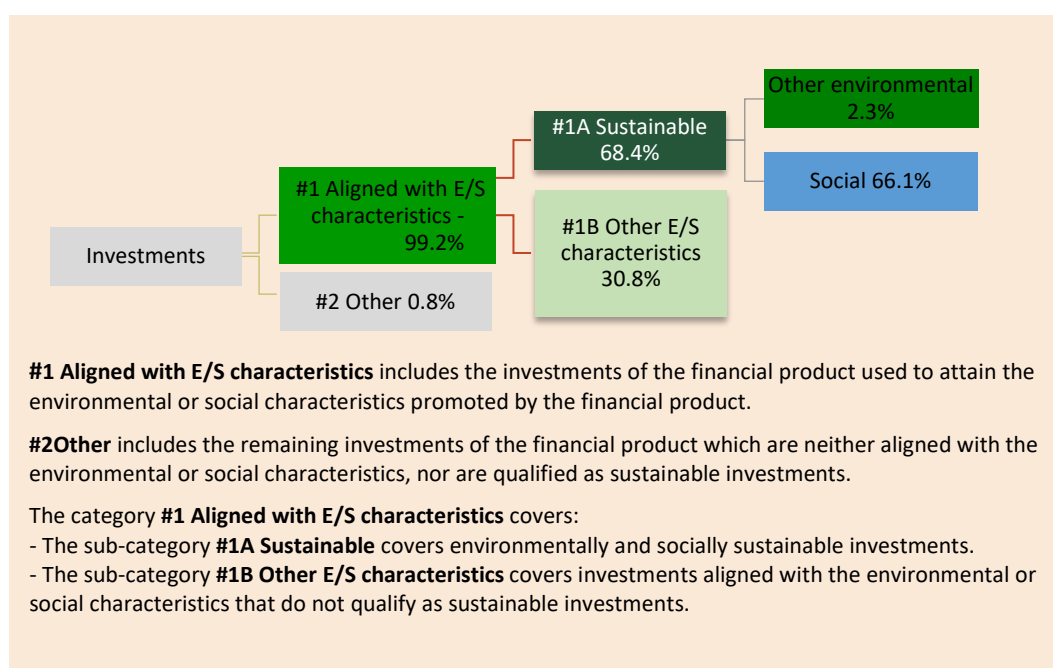 Investments
#1 Aligned with E/S
characteristics -
99.2%
#2 Other 0.8%
#1A Sustainable
68.4%
#1B Other E/S
characteristics
30.8%
Other environmental
2.3%
Social 66.1%
#1 Aligned with E/S characteristics includes the investments of the financial product used to attain the
environmental or social characteristics promoted by the financial product.
#2Other includes the remaining investments of the financial product which are neither aligned with the
environmental or social characteristics, nor are qualified as sustainable investments.
The category #1 Aligned with E/S characteristics covers:
- The sub-category #1A Sustainable covers environmentally and socially sustainable investments.
- The sub-category #1B Other E/S characteristics covers investments aligned with the environmental or
social characteristics that do not qualify as sustainable investments.